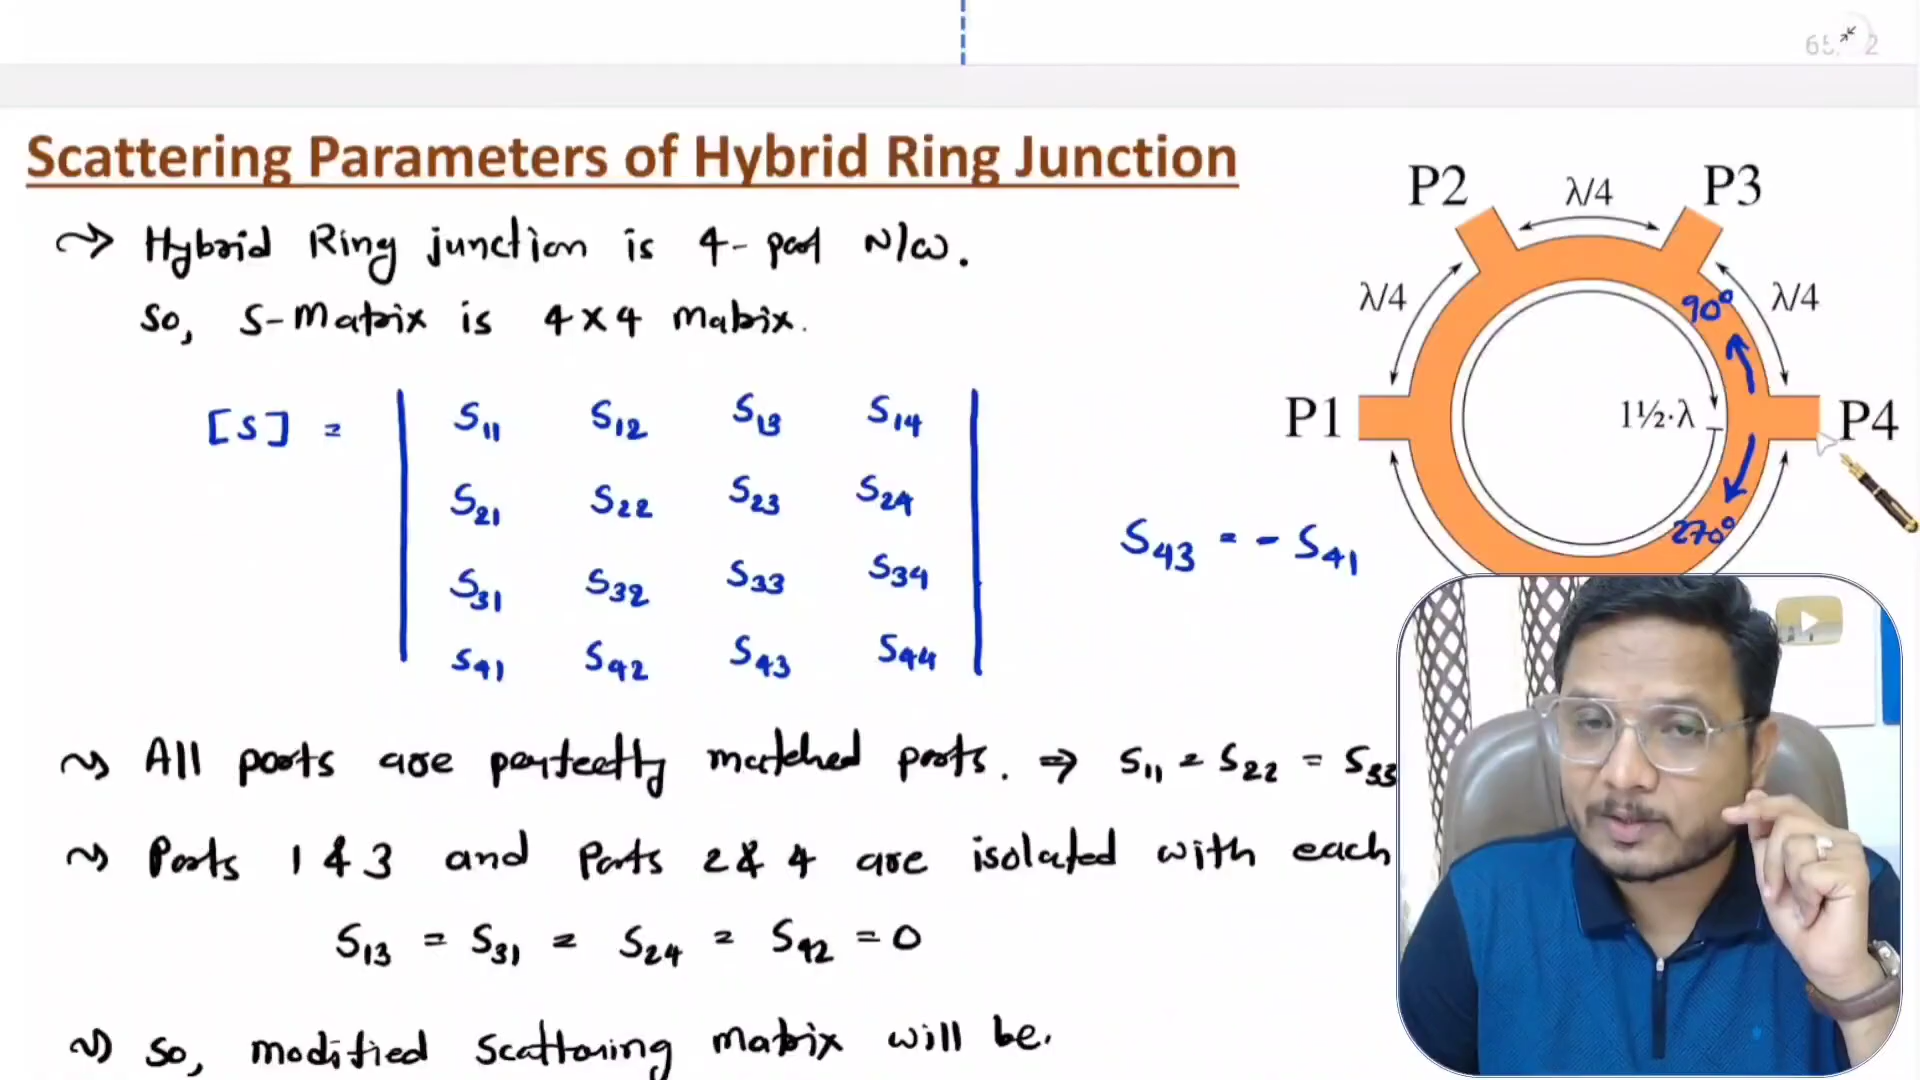 Scattering Parameters of Hybrid Ring Junction
→ Hybrid Ring junction is 4-port N/W.
So, S-Matrix is 4x4 matrix.
[S] =
S11 S12 S13 S14
S21 S22 S23 S24
S31 S32 S33 S34
S41 S42 S43 S44
S43 = - S41
P2 λ/4 P3
λ/4 90° λ/4
P1 1½·λ P4
270°
All ports are perfectly matched ports. ⇒ S11 = S22 = S33
Ports 1 & 3 and Ports 2 & 4 are isolated with each
S13 = S31 = S24 = S42 = 0
So, modified scattering matrix will be.